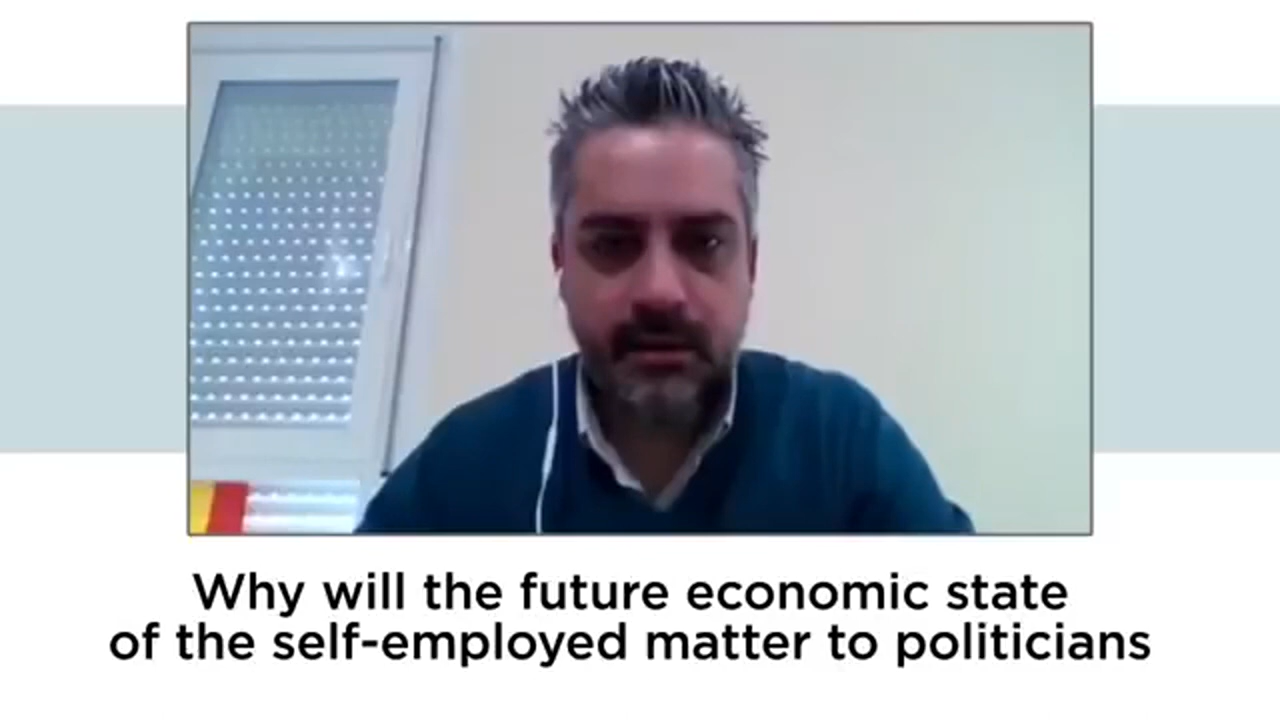 Why will the future economic state
of the self-employed matter to politicians